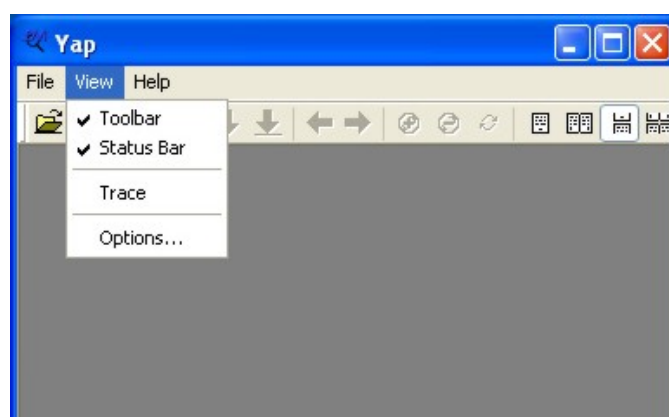 Yap
File View Help
Toolbar
Status Bar
Trace
Options...